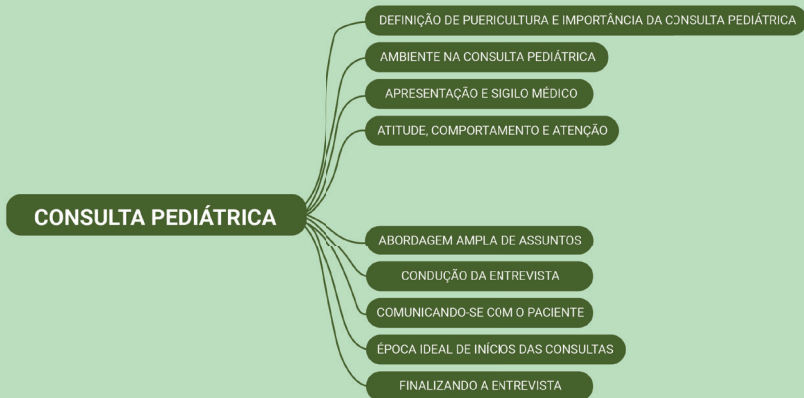 DEFINIÇÃO DE PUERICULTURA E IMPORTÂNCIA DA CONSULTA PEDIÁTRICA
AMBIENTE NA CONSULTA PEDIÁTRICA
APRESENTAÇÃO E SIGILO MÉDICO
ATITUDE, COMPORTAMENTO E ATENÇÃO
CONSULTA PEDIÁTRICA
ABORDAGEM AMPLA DE ASSUNTOS
CONDUÇÃO DA ENTREVISTA
COMUNICANDO-SE COM O PACIENTE
ÉPOCA IDEAL DE INÍCIOS DAS CONSULTAS
FINALIZANDO A ENTREVISTA